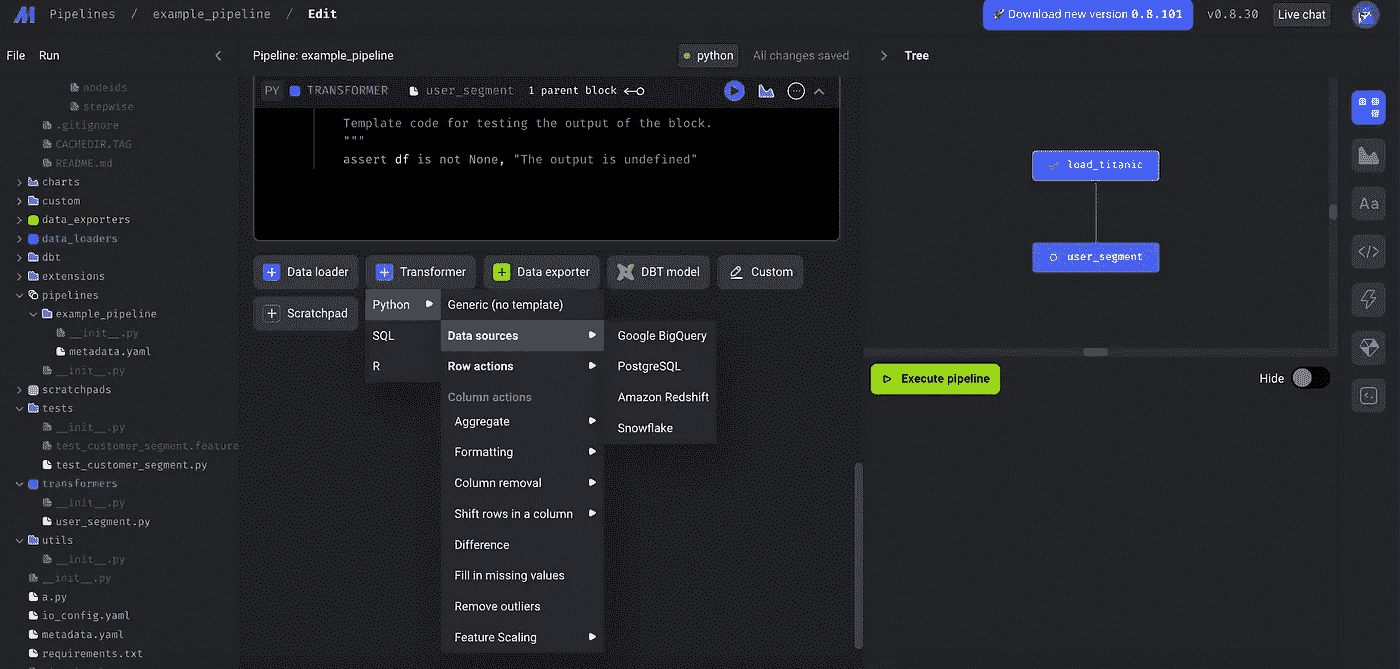 Pipelines / example_pipeline / Edit
Download new version 0.8.101
v0.8.30
Live chat
File Run
Pipeline: example_pipeline
python
All changes saved
Tree
nodeids
stepwise
.gitignore
CACHEDIR.TAG
README.md
charts
custom
data_exporters
data_loaders
dbt
extensions
pipelines
example_pipeline
__init__.py
metadata.yaml
__init__.py
scratchpads
tests
__init__.py
test_customer_segment.feature
test_customer_segment.py
transformers
__init__.py
user_segment.py
utils
__init__.py
__init__.py
a.py
io_config.yaml
metadata.yaml
requirements.txt
PY TRANSFORMER user_segment 1 parent block
Template code for testing the output of the block.
"""
assert df is not None, "The output is undefined"
+ Data loader
+ Transformer
+ Data exporter
DBT model
Custom
+ Scratchpad
Python
SQL
R
Generic (no template)
Data sources
Row actions
Column actions
Aggregate
Formatting
Column removal
Shift rows in a column
Difference
Fill in missing values
Remove outliers
Feature Scaling
Google BigQuery
PostgreSQL
Amazon Redshift
Snowflake
load_titanic
user_segment
Execute pipeline
Hide
Aa